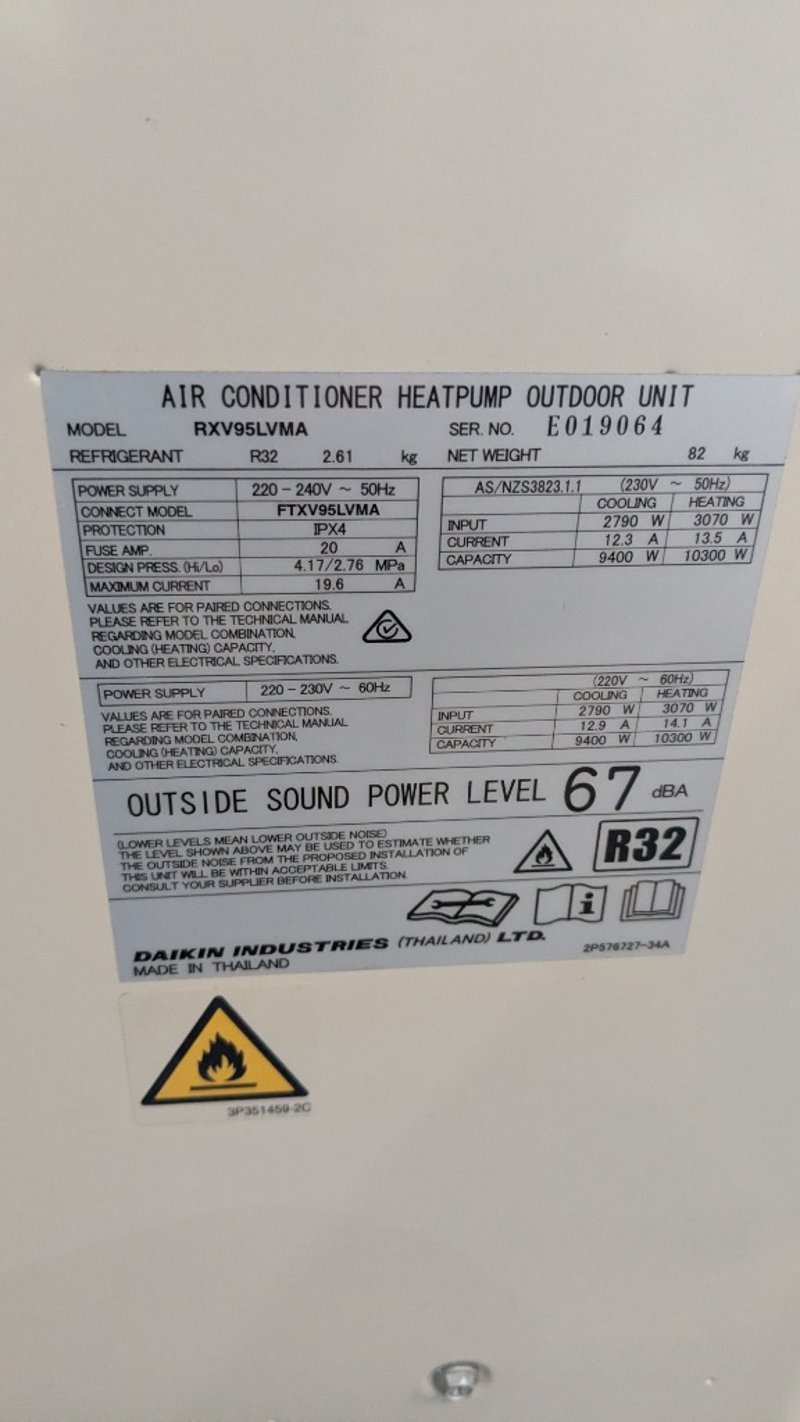 AIR CONDITIONER HEATPUMP OUTDOOR UNIT
MODEL RXV95LVMA SER. NO. E019064
REFRIGERANT R32 2.61 kg NET WEIGHT 82 kg
POWER SUPPLY 220-240V ~ 50Hz
CONNECT MODEL FTXV95LVMA
PROTECTION IPX4
FUSE AMP. 20 A
DESIGN PRESS. (Hi/Lo) 4.17/2.76 MPa
MAXIMUM CURRENT 19.6 A
AS/NZS3823.1.1 (230V ~ 50Hz)
COOLING HEATING
INPUT 2790 W 3070 W
CURRENT 12.3 A 13.5 A
CAPACITY 9400 W 10300 W
VALUES ARE FOR PAIRED CONNECTIONS.
PLEASE REFER TO THE TECHNICAL MANUAL
REGARDING MODEL COMBINATION,
COOLING (HEATING) CAPACITY,
AND OTHER ELECTRICAL SPECIFICATIONS.
POWER SUPPLY 220-230V ~ 60Hz
VALUES ARE FOR PAIRED CONNECTIONS.
PLEASE REFER TO THE TECHNICAL MANUAL
REGARDING MODEL COMBINATION,
COOLING (HEATING) CAPACITY,
AND OTHER ELECTRICAL SPECIFICATIONS.
(220V ~ 60Hz)
COOLING HEATING
INPUT 2790 W 3070 W
CURRENT 12.9 A 14.1 A
CAPACITY 9400 W 10300 W
OUTSIDE SOUND POWER LEVEL 67 dBA
(LOWER LEVELS MEAN LOWER OUTSIDE NOISE)
THE LEVEL SHOWN ABOVE MAY BE USED TO ESTIMATE WHETHER
THE OUTSIDE NOISE FROM THE PROPOSED INSTALLATION OF
THIS UNIT WILL BE WITHIN ACCEPTABLE LIMITS.
CONSULT YOUR SUPPLIER BEFORE INSTALLATION.
R32
DAIKIN INDUSTRIES (THAILAND) LTD.
MADE IN THAILAND
2P576727-34A
3P351459-2C